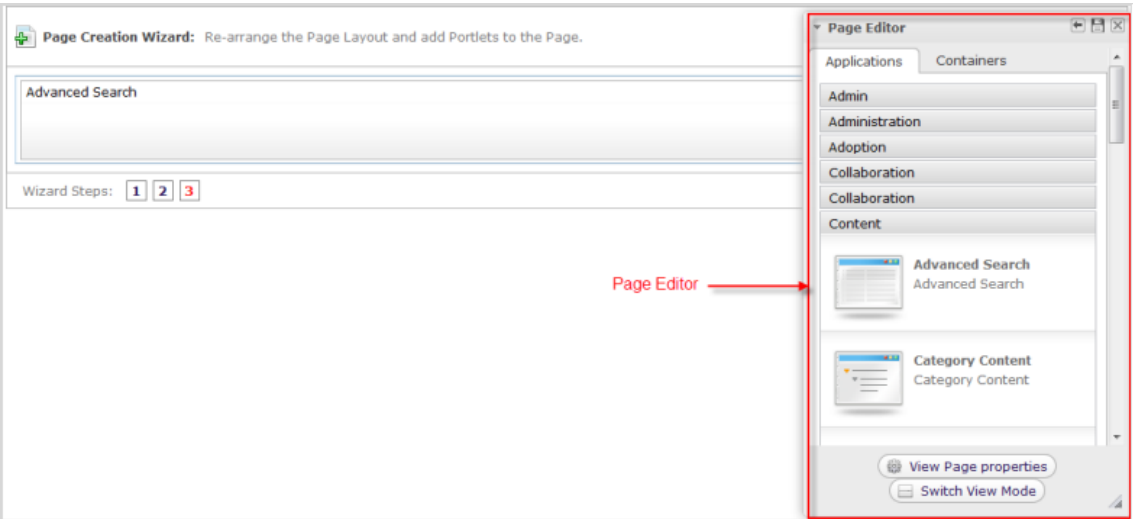 Page Creation Wizard: Re-arrange the Page Layout and add Portlets to the Page.
Advanced Search
Wizard Steps: 1 2 3
Page Editor
Page Editor
Applications Containers
Admin
Administration
Adoption
Collaboration
Collaboration
Content
Advanced Search
Advanced Search
Category Content
Category Content
View Page properties
Switch View Mode